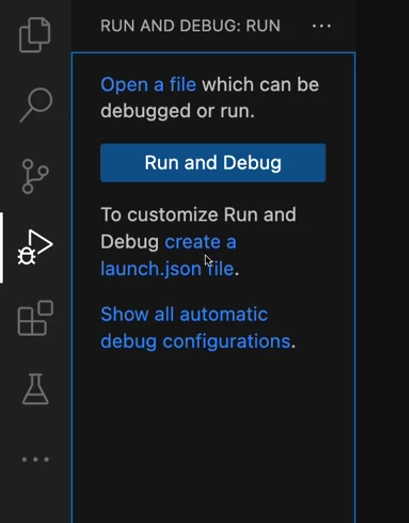 RUN AND DEBUG: RUN
Open a file which can be
debugged or run.
Run and Debug
To customize Run and
Debug create a
launch.json file.
Show all automatic
debug configurations.